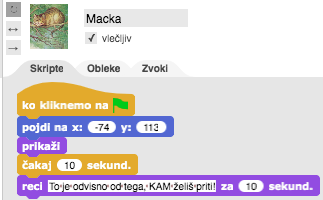 Macka
vlečljiv
Skripte Obleke Zvoki
ko kliknemo na
pojdi na x: -74 y: 113
prikaži
čakaj 10 sekund.
reci To·je·odvisno·od·tega,·KAM·želiš·priti! za 10 sekund.